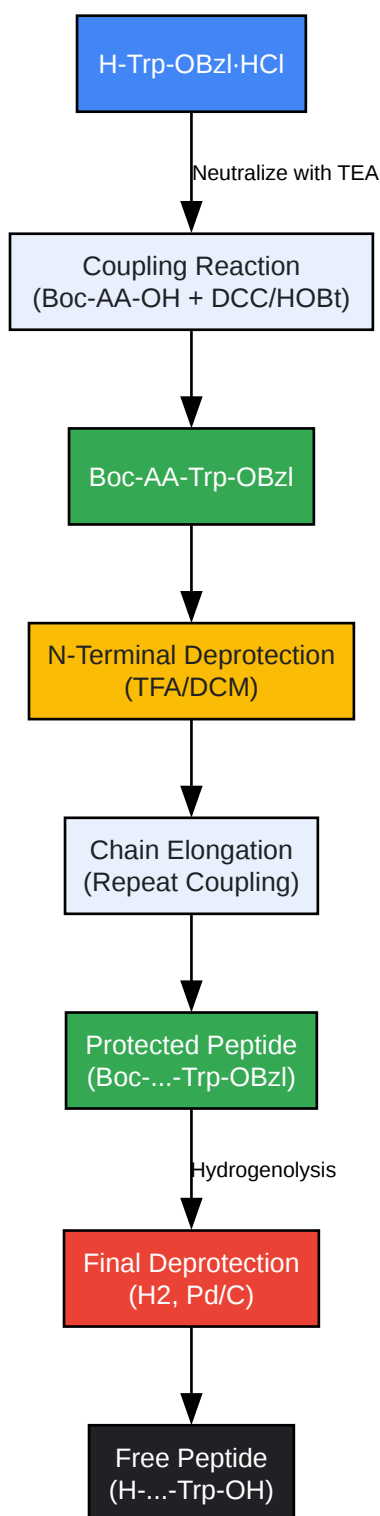 H-Trp-OBzl·HCl
Neutralize with TEA
Coupling Reaction
(Boc-AA-OH + DCC/HOBt)
Boc-AA-Trp-OBzl
N-Terminal Deprotection
(TFA/DCM)
Chain Elongation
(Repeat Coupling)
Protected Peptide
(Boc-...-Trp-OBzl)
Hydrogenolysis
Final Deprotection
(H2, Pd/C)
Free Peptide
(H-...-Trp-OH)